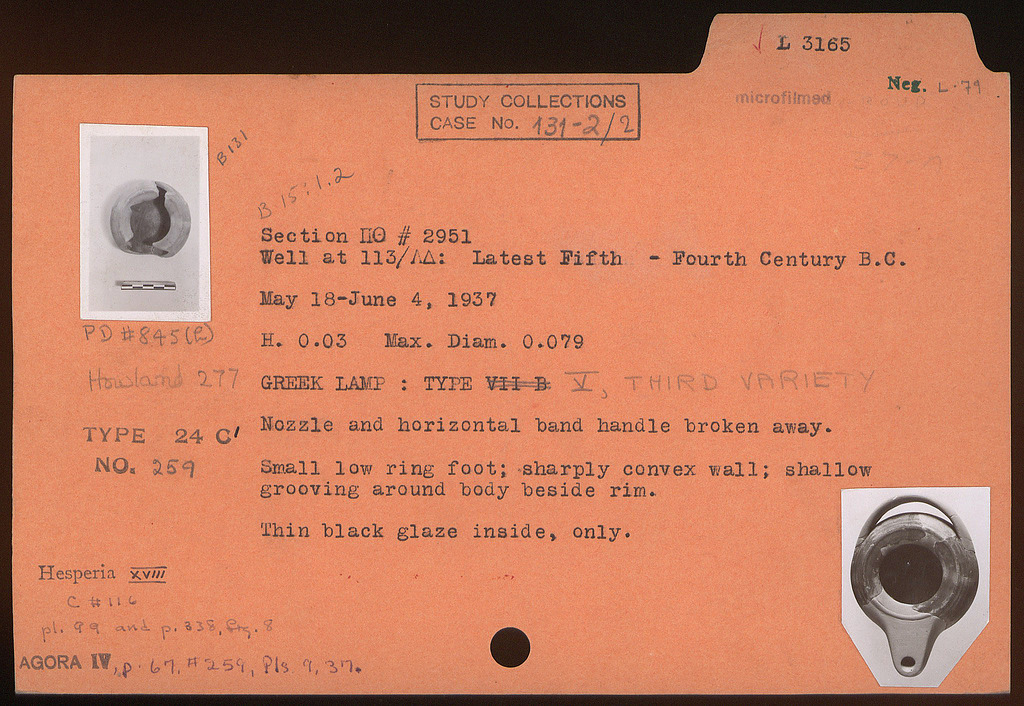 L 3165
Neg. L·79
microfilmed
STUDY COLLECTIONS
CASE No. 131-2/2
B 131
B 15:1.2
Section ΠΘ # 2951
Well at 113/ΛΔ: Latest Fifth - Fourth Century B.C.
May 18-June 4, 1937
PD #845(R)
H. 0.03 Max. Diam. 0.079
Howland 277
GREEK LAMP : TYPE VII B V, THIRD VARIETY
Nozzle and horizontal band handle broken away.
TYPE 24 C'
NO. 259
Small low ring foot; sharply convex wall; shallow
grooving around body beside rim.
Thin black glaze inside, only.
Hesperia XVIII
C #116
pl. 99 and p. 338, fig. 8
AGORA IV, p. 67, #259, Pls 9, 37.